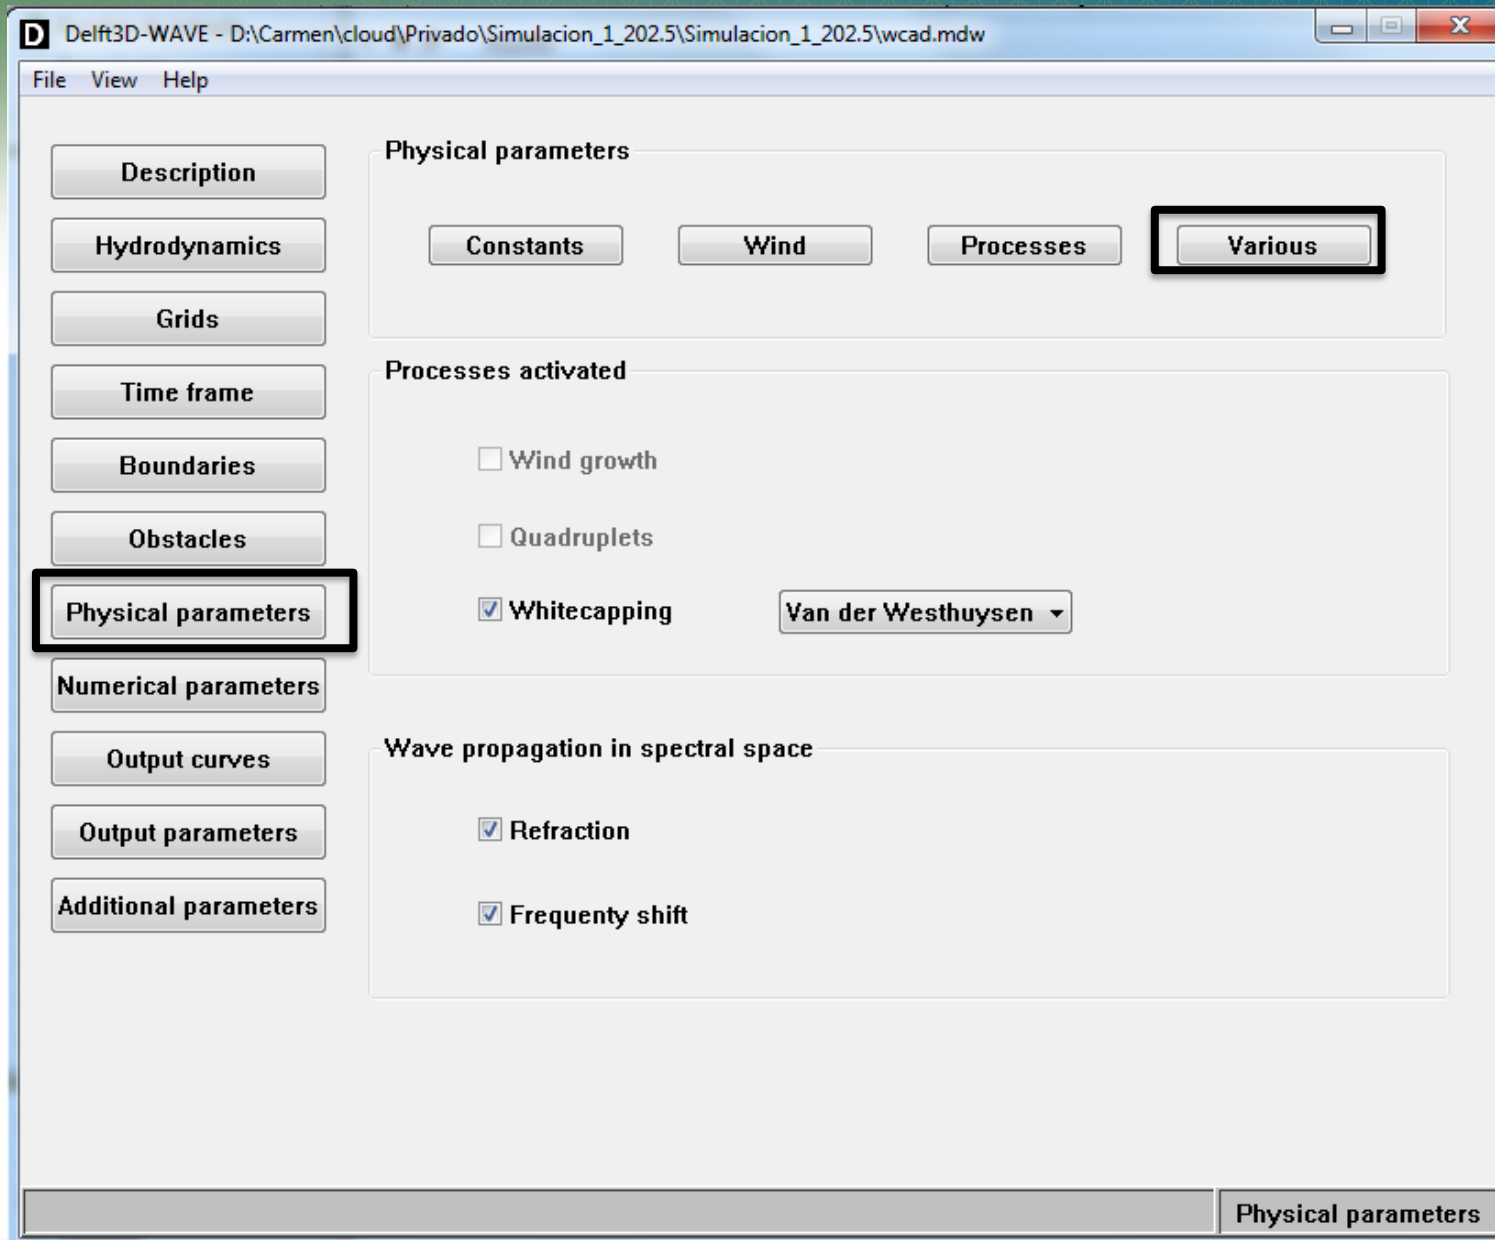 D Delft3D-WAVE - D:\Carmen\cloud\Privado\Simulacion_1_202.5\Simulacion_1_202.5\wcad.mdw
File View Help
Description
Hydrodynamics
Grids
Time frame
Boundaries
Obstacles
Physical parameters
Numerical parameters
Output curves
Output parameters
Additional parameters
Physical parameters
Constants Wind Processes Various
Processes activated
Wind growth
Quadruplets
Whitecapping Van der Westhuysen
Wave propagation in spectral space
Refraction
Frequenty shift
Physical parameters